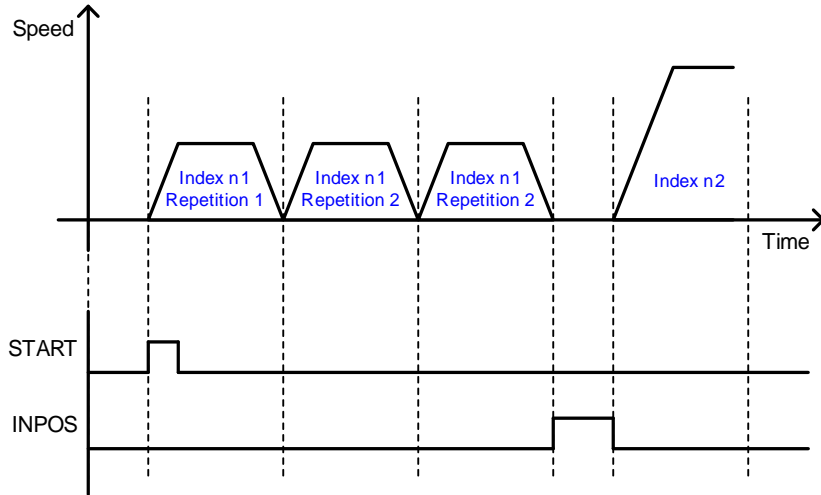 Speed
Index n1
Repetition 1
Index n1
Repetition 2
Index n1
Repetition 2
Index n2
Time
START
INPOS